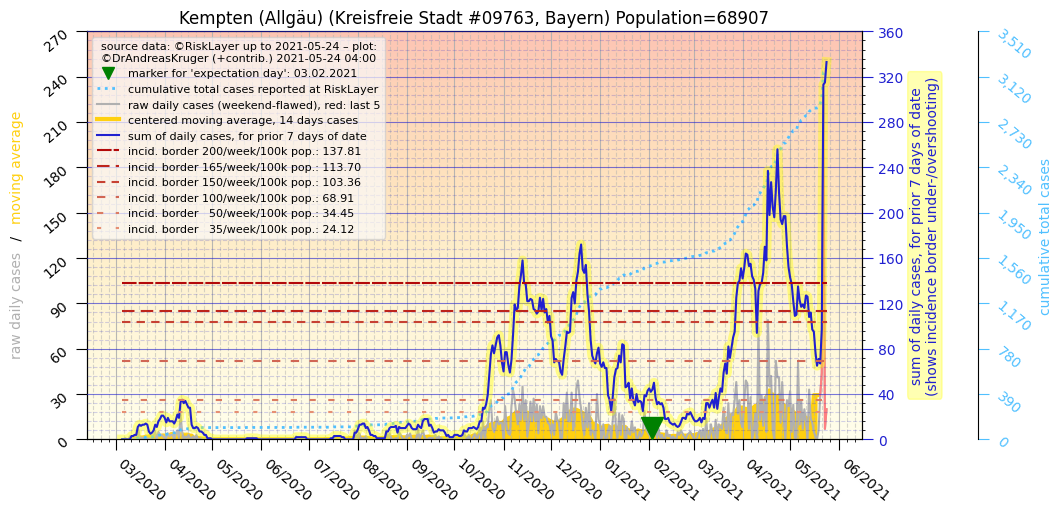 Kempten (Allgäu) (Kreisfreie Stadt #09763, Bayern) Population=68907
source data: ©RiskLayer up to 2021-05-24 – plot:
©DrAndreasKruger (+contrib.) 2021-05-24 04:00
marker for 'expectation day': 03.02.2021
cumulative total cases reported at RiskLayer
raw daily cases (weekend-flawed), red: last 5
centered moving average, 14 days cases
sum of daily cases, for prior 7 days of date
incid. border 200/week/100k pop.: 137.81
incid. border 165/week/100k pop.: 113.70
incid. border 150/week/100k pop.: 103.36
incid. border 100/week/100k pop.: 68.91
incid. border   50/week/100k pop.: 34.45
incid. border   35/week/100k pop.: 24.12
raw daily cases   /   moving average
270
240
210
180
150
120
90
60
30
0
03/2020
04/2020
05/2020
06/2020
07/2020
08/2020
09/2020
10/2020
11/2020
12/2020
01/2021
02/2021
03/2021
04/2021
05/2021
06/2021
360
320
280
240
200
160
120
80
40
0
sum of daily cases, for prior 7 days of date
(shows incidence border under-/overshooting)
3,510
3,120
2,730
2,340
1,950
1,560
1,170
780
390
0
cumulative total cases